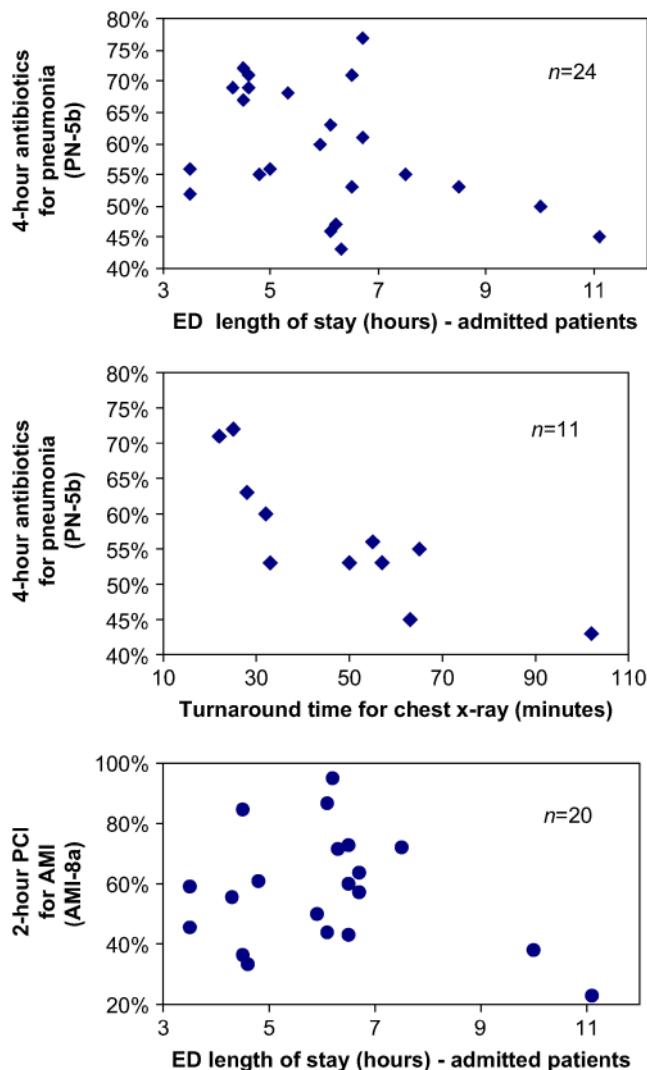 80%
75%
70%
65%
60%
55%
50%
45%
40%
4-hour antibiotics
for pneumonia
(PN-5b)
n=24
3 5 7 9 11
ED length of stay (hours) - admitted patients
80%
75%
70%
65%
60%
55%
50%
45%
40%
4-hour antibiotics
for pneumonia
(PN-5b)
n=11
10 30 50 70 90 110
Turnaround time for chest x-ray (minutes)
100%
80%
60%
40%
20%
2-hour PCI
for AMI
(AMI-8a)
n=20
3 5 7 9 11
ED length of stay (hours) - admitted patients